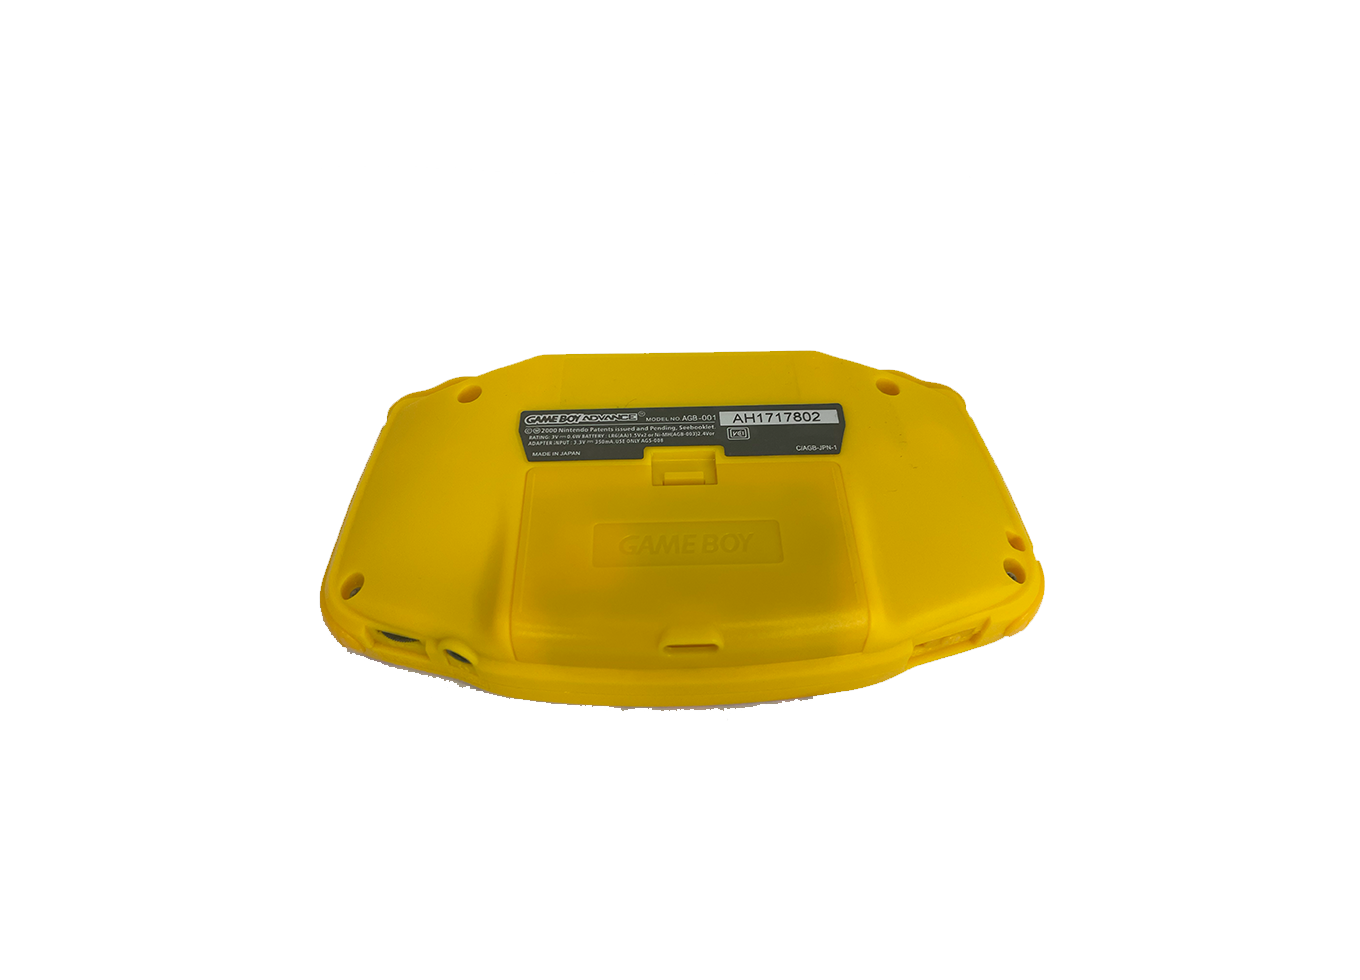 GAME BOY ADVANCE TM MODEL NO. AGB-001 AH1717802
©2000 Nintendo Patents issued and Pending, Seebooklet
RATING: 3V⎓0.6W BATTERY : LR6(AA)1.5Vx2 or Ni-MH(AGB-003)2.4Vor VCI
ADAPTER INPUT : 3.3V⎓350mA. USE ONLY AGS-008
MADE IN JAPAN C/AGB-JPN-1
GAME BOY